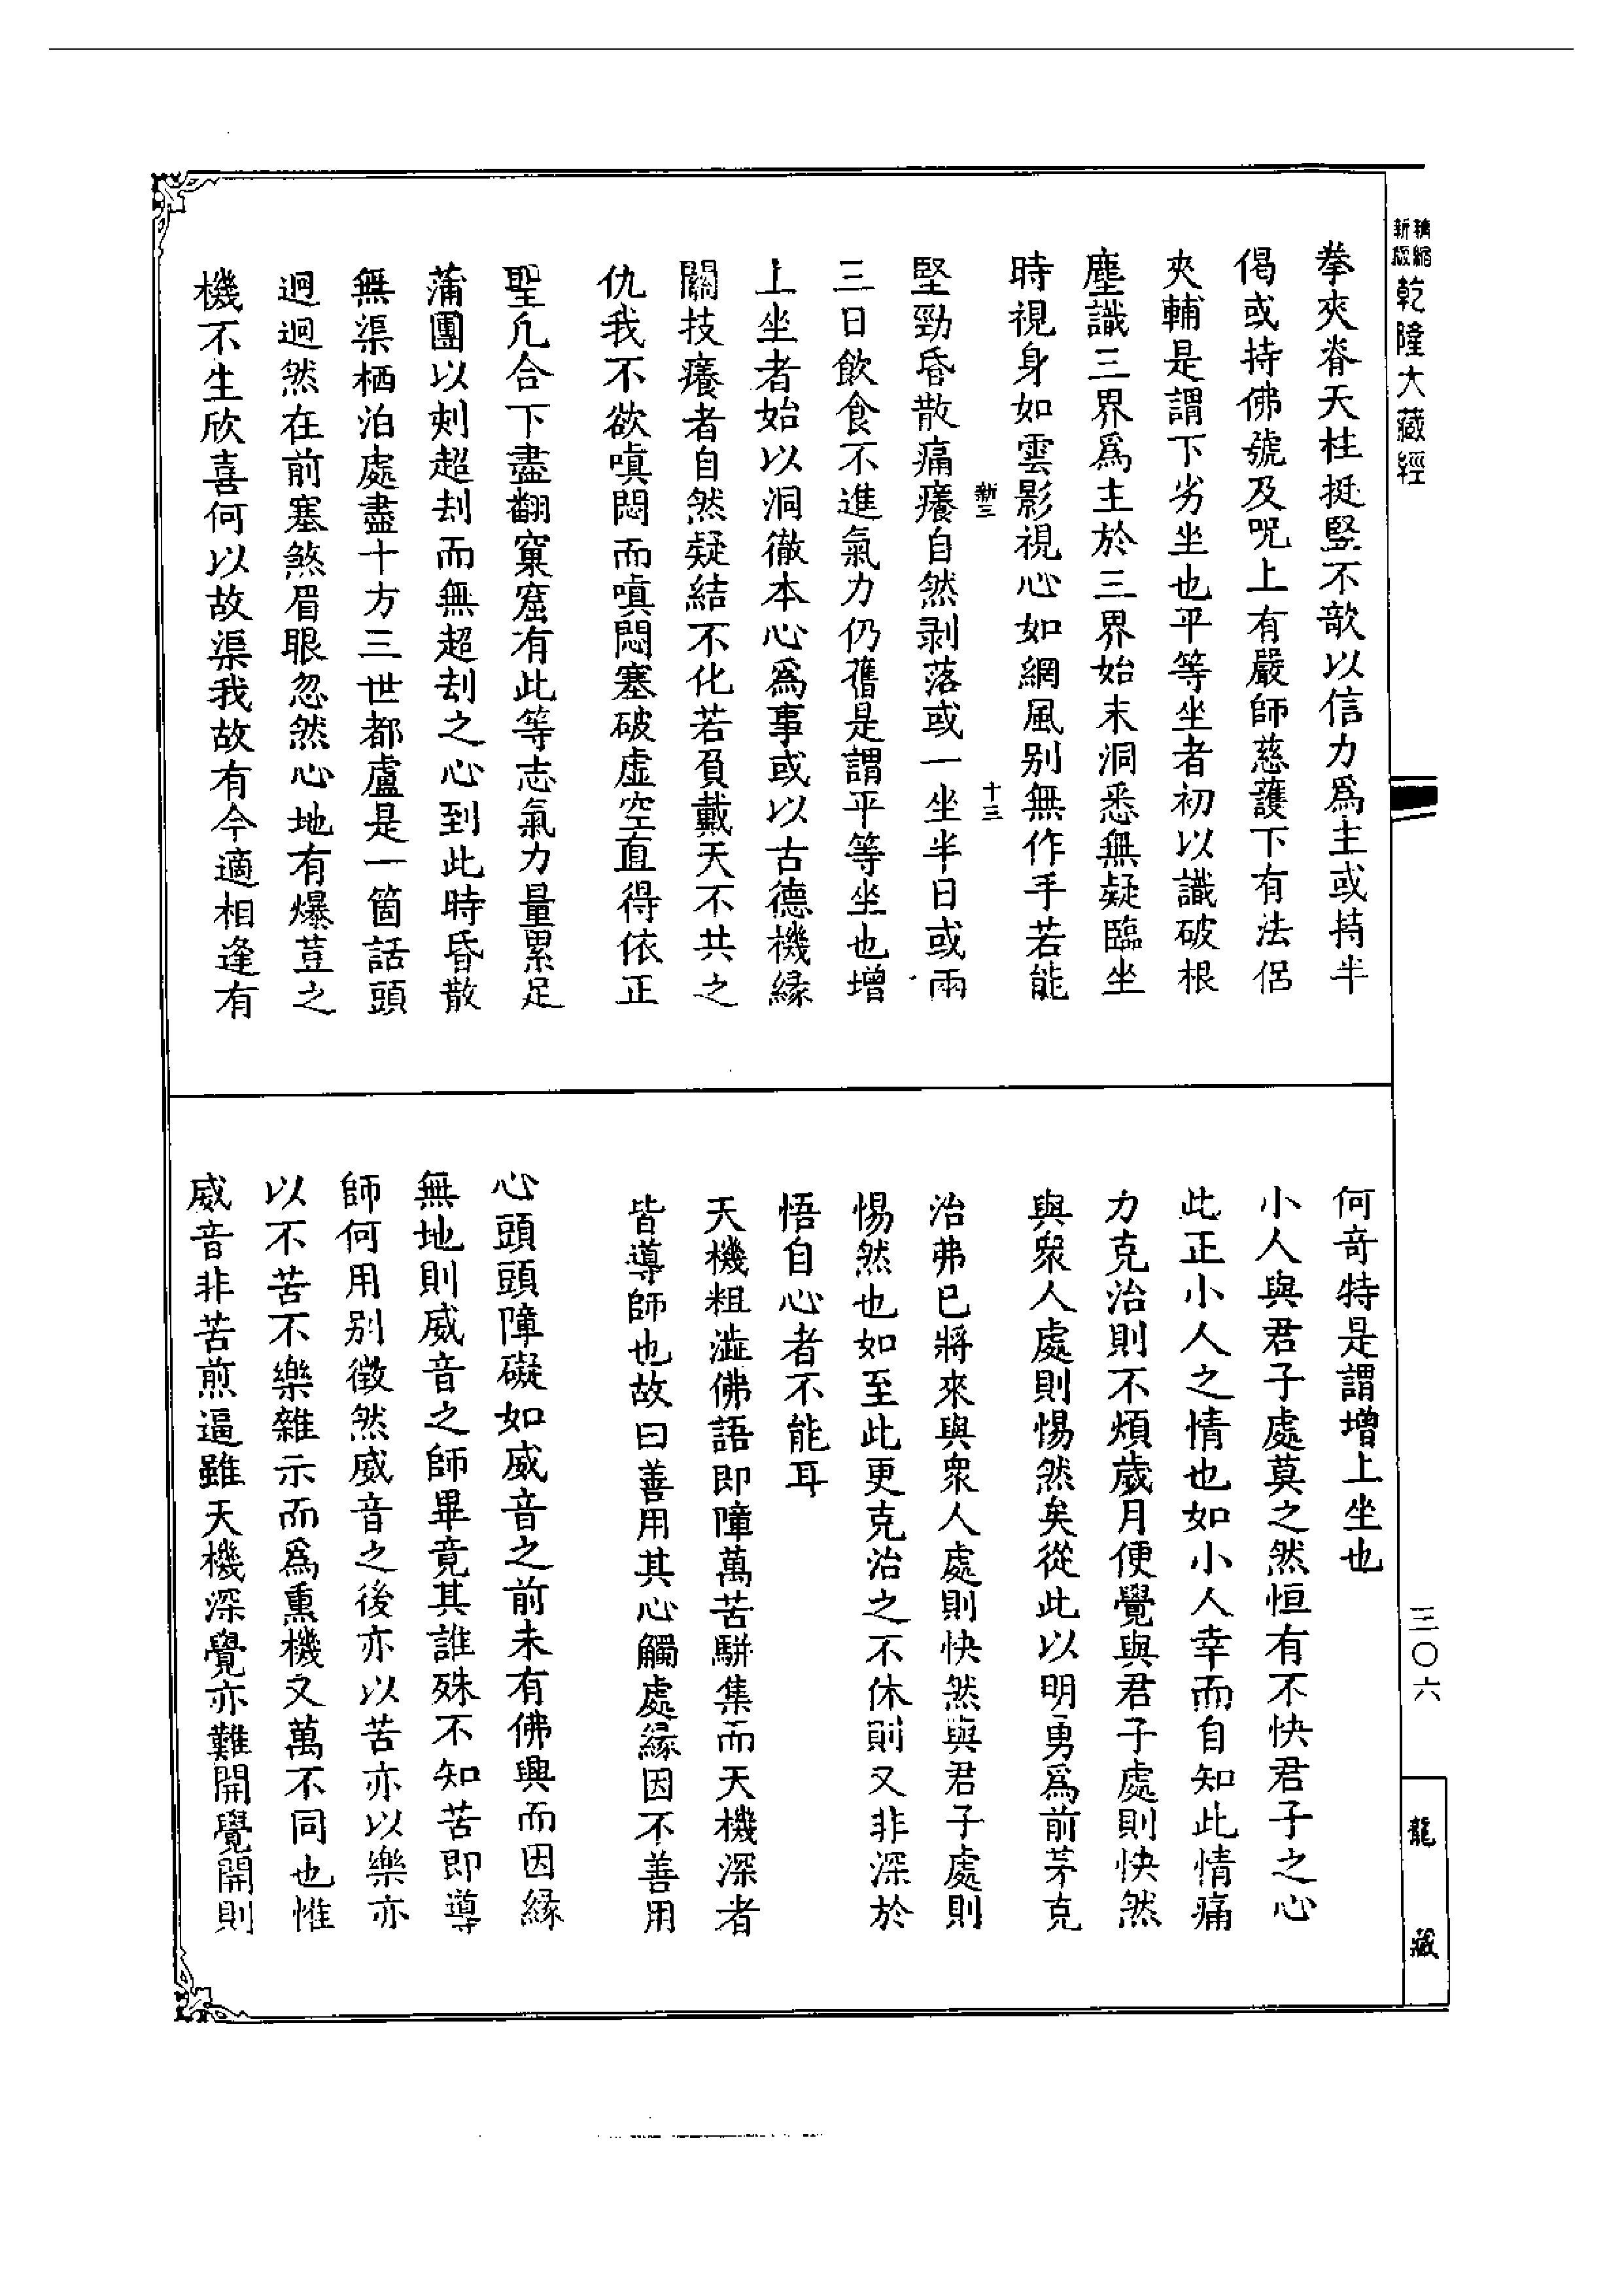 精縮
新版
乾隆大藏經
拳夾脊天柱挺竪不敧以信力爲主或持半
偈或持佛號及呪上有嚴師慈護下有法侶
夾輔是謂下劣坐也平等坐者初以識破根
塵識三界爲主於三界始末洞悉無疑臨坐
時視身如雲影視心如網風别無作手若能
新三
十三
堅勁昏散痛癢自然剥落或一坐半日或兩
三日飲食不進氣力仍舊是謂平等坐也增
上坐者始以洞徹本心爲事或以古德機緣
關技癢者自然疑結不化若負戴天不共之
仇我不欲嗔悶而嗔悶塞破虚空直得依正
聖凡合下盡翻窠窟有此等志氣力量累足
蒲團以刺超刦而無超刦之心到此時昏散
無渠栖泊處盡十方三世都盧是一箇話頭
迥迥然在前塞煞眉眼忽然心地有爆荳之
機不生欣喜何以故渠我故有今適相逢有
何竒特是謂增上坐也
小人與君子處莫之然恒有不快君子之心
此正小人之情也如小人幸而自知此情痛
力克治則不煩歲月便覺與君子處則快然
與衆人處則惕然矣從此以明勇爲前茅克
治弗已將來與衆人處則快然與君子處則
惕然也如至此更克治之不休則又非深於
悟自心者不能耳
天機粗澁佛語即障萬苦駢集而天機深者
皆導師也故曰善用其心觸處緣因不善用
心頭頭障礙如威音之前未有佛興而因緣
無地則威音之師畢竟其誰殊不知苦即導
師何用别徴然威音之後亦以苦亦以樂亦
以不苦不樂雜示而爲熏機又萬不同也惟
威音非苦煎逼雖天機深覺亦難開覺開則
三〇六
龍藏